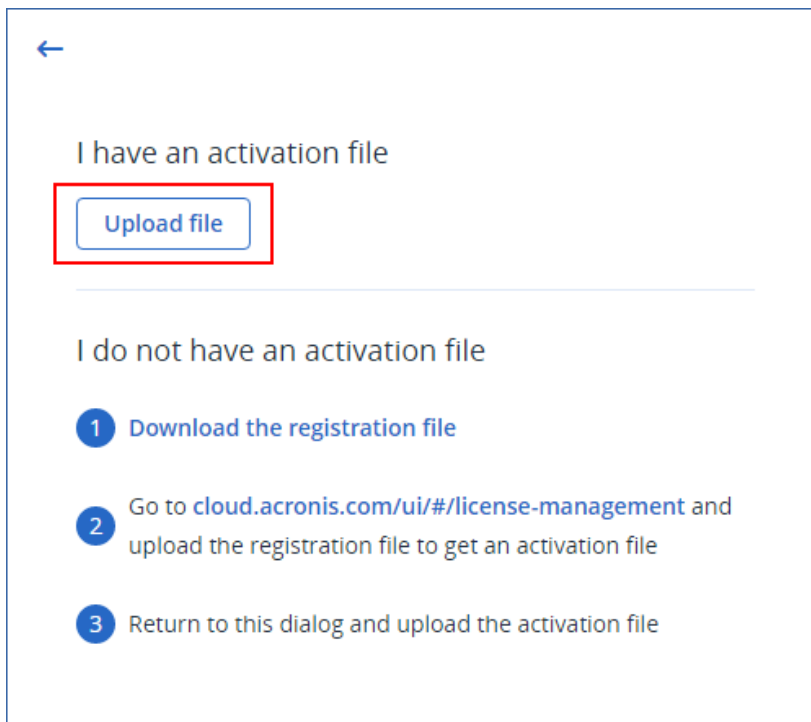 I have an activation file
Upload file
I do not have an activation file
1 Download the registration file
2 Go to cloud.acronis.com/ui/#/license-management and
upload the registration file to get an activation file
3 Return to this dialog and upload the activation file